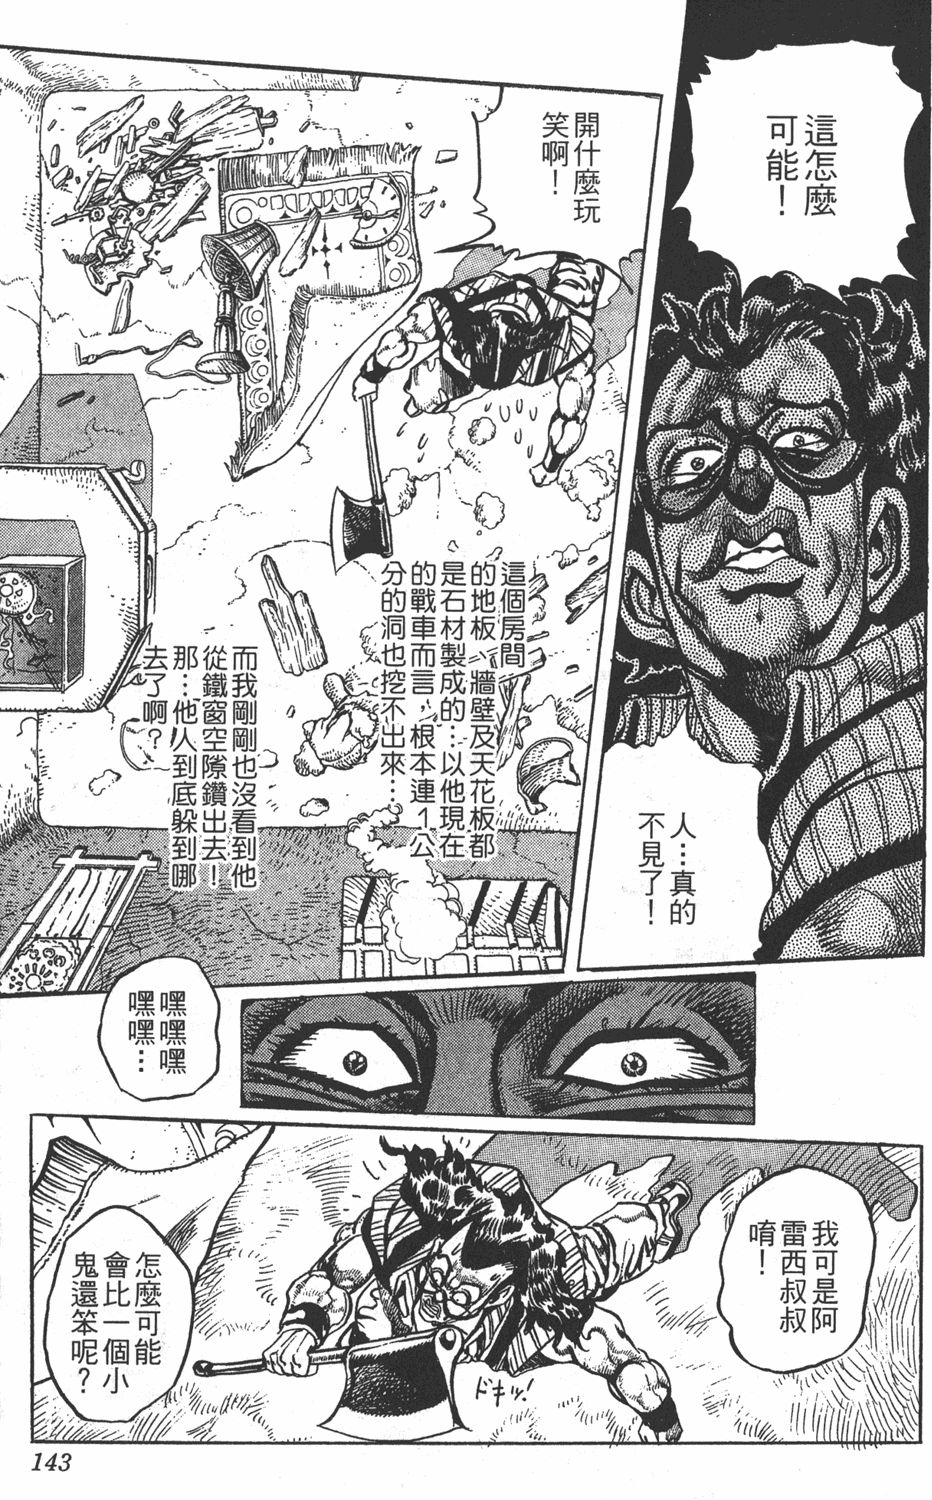 這怎麼
可能！
人…真的
不見了！
開什麼玩
笑啊！
這個房間
的地板、牆壁及天花板都
是石材製成的…以他現在
的戰車而言，根本連1公
分的洞也挖不出來…
而我剛剛也沒看到他
從鐵窗空隙鑽出去！
那…他人到底躲到哪
去了啊？
嘿嘿嘿
嘿嘿…
我可是阿
雷西叔叔
唷！
ドキッ！
怎麼可能
會比一個小
鬼還笨呢？
143